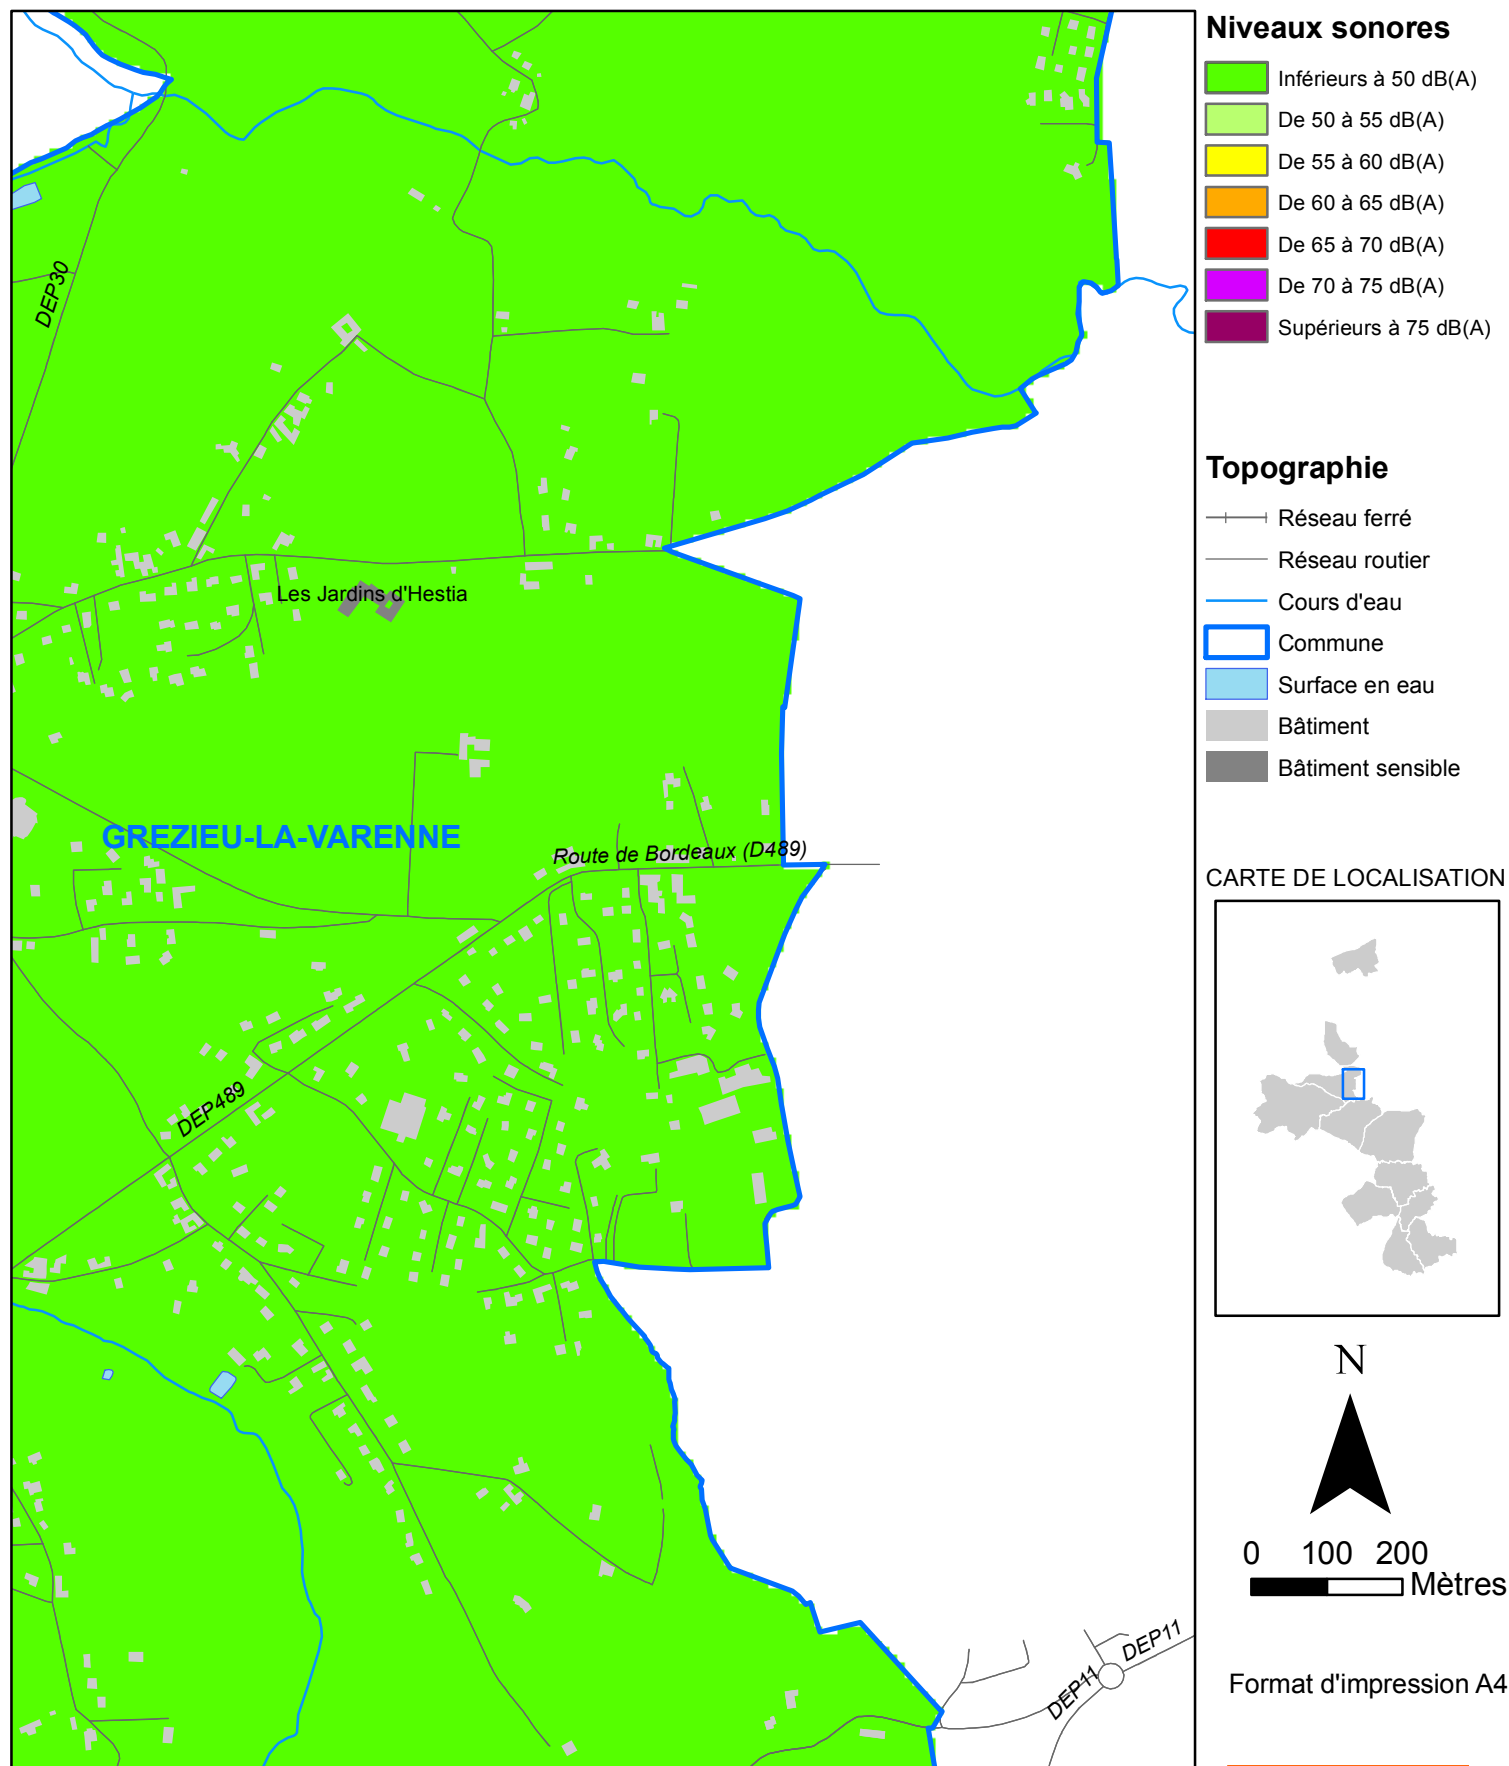 DEP30
Les Jardins d'Hestia
GREZIEU-LA-VARENNE
Route de Bordeaux (D489)
DEP489
DEP11
DEP11
Niveaux sonores
Inférieurs à 50 dB(A)
De 50 à 55 dB(A)
De 55 à 60 dB(A)
De 60 à 65 dB(A)
De 65 à 70 dB(A)
De 70 à 75 dB(A)
Supérieurs à 75 dB(A)
Topographie
Réseau ferré
Réseau routier
Cours d'eau
Commune
Surface en eau
Bâtiment
Bâtiment sensible
CARTE DE LOCALISATION
N
0 100 200
Mètres
Format d'impression A4